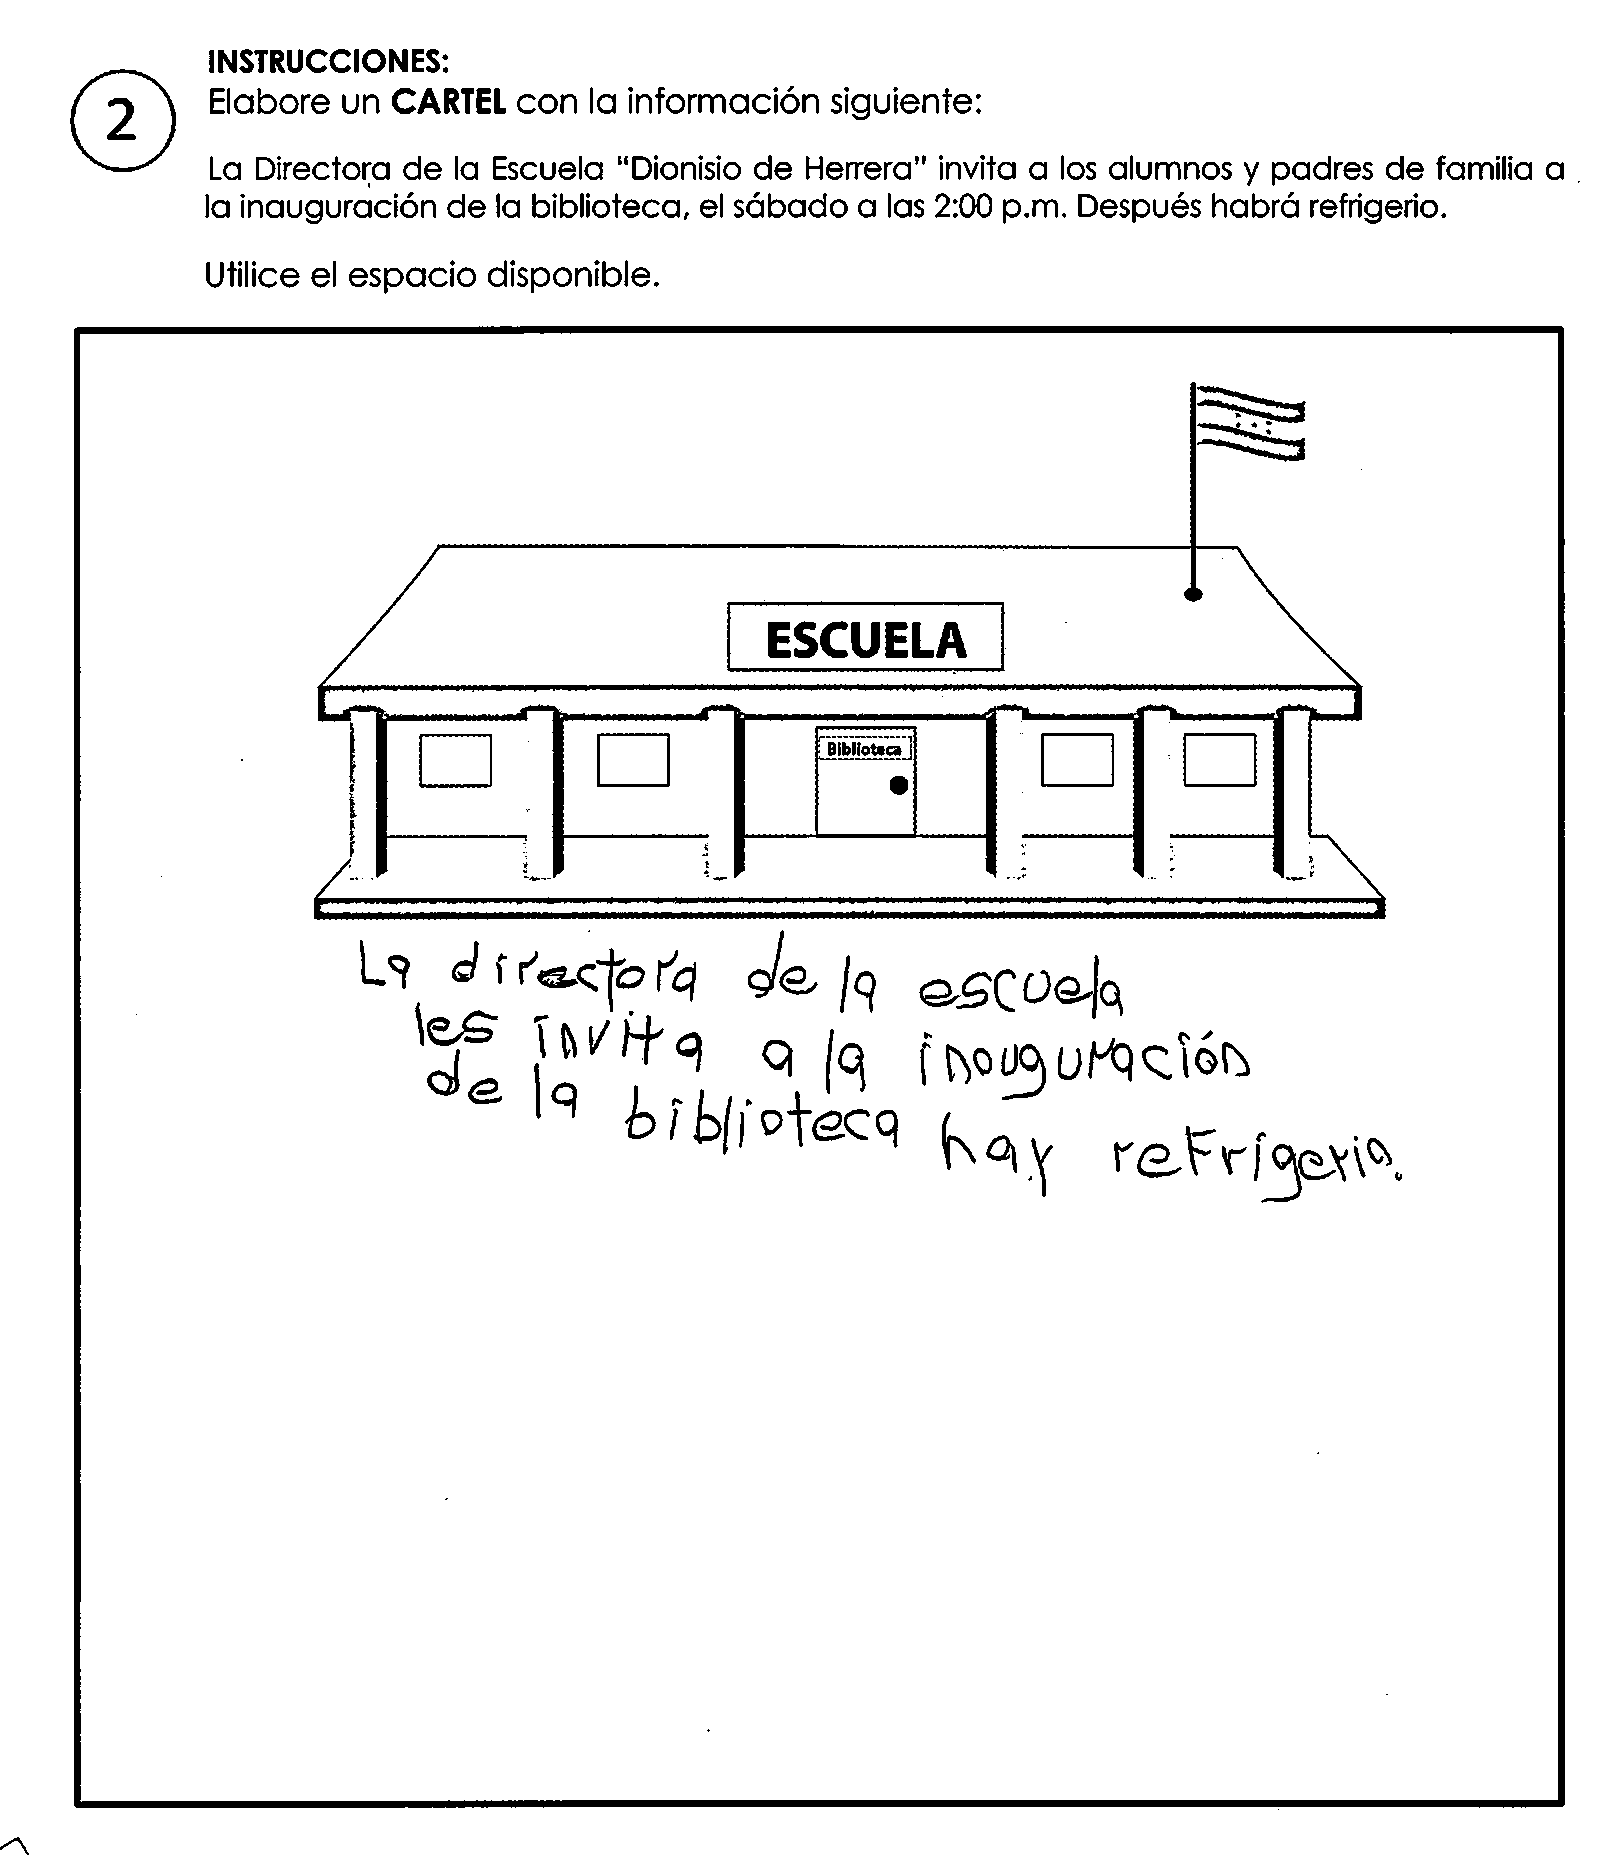 INSTRUCCIONES:
2
Elabore un CARTEL con la información siguiente:
La Directora de la Escuela "Dionisio de Herrera" invita a los alumnos y padres de familia a
la inauguración de la biblioteca, el sábado a las 2:00 p.m. Después habrá refrigerio.
Utilice el espacio disponible.
ESCUELA
Biblioteca
La directora de la escuela
les invita a la inouguración
de la biblioteca hay refrigerio.